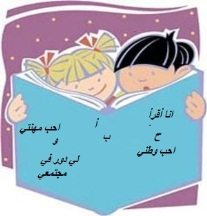 انا أقرأ
أ
ب
ح
احب وطني
احب مهنتي
و
لي دور في
مجتمعي